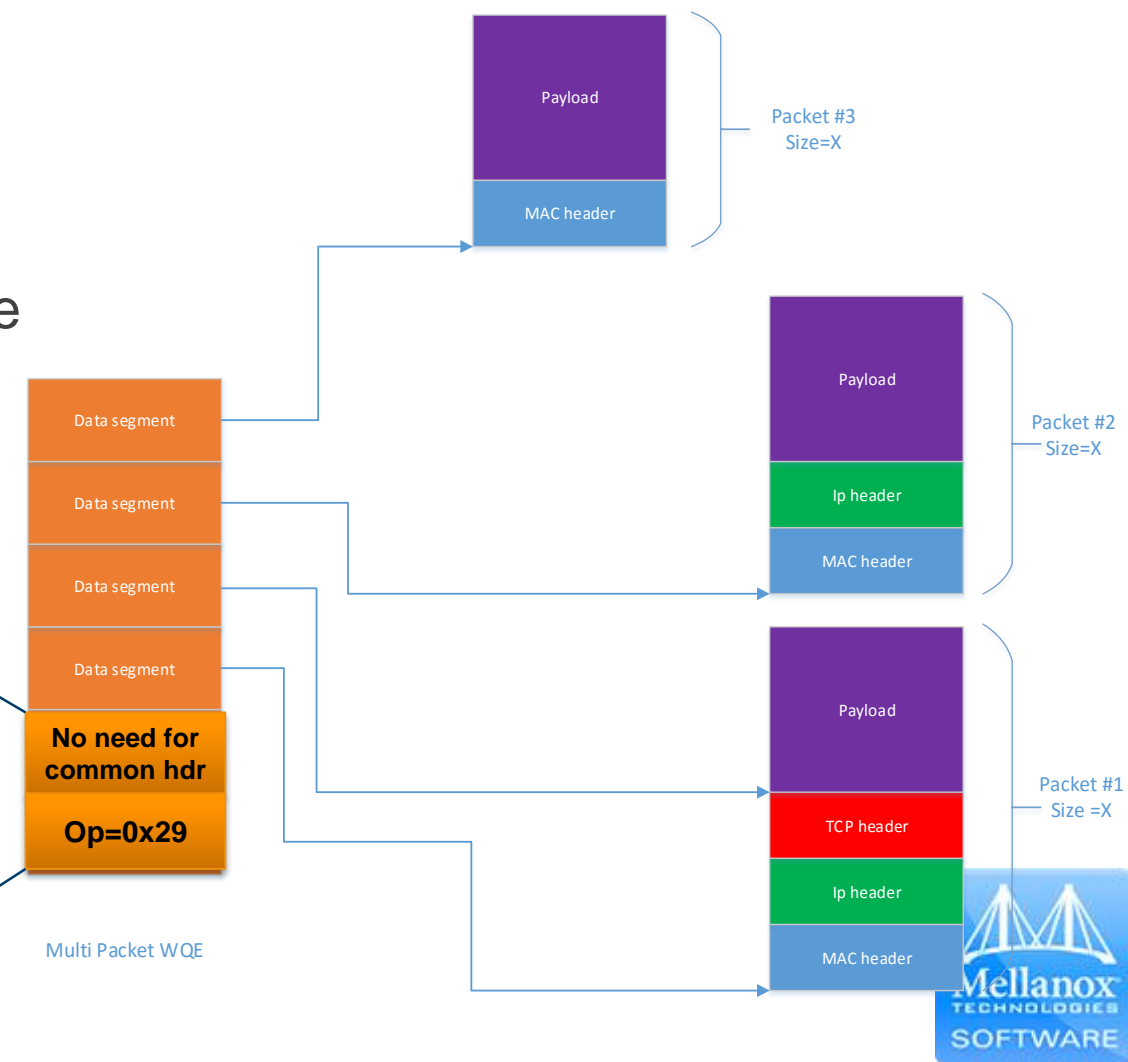 Payload
MAC header
Packet #3
Size=X
e
Payload
Ip header
MAC header
Packet #2
Size=X
Data segment
Data segment
Data segment
Data segment
No need for
common hdr
Op=0x29
Multi Packet WQE
Payload
TCP header
Ip header
MAC header
Packet #1
Size =X
Mellanox
TECHNOLOGIES
SOFTWARE